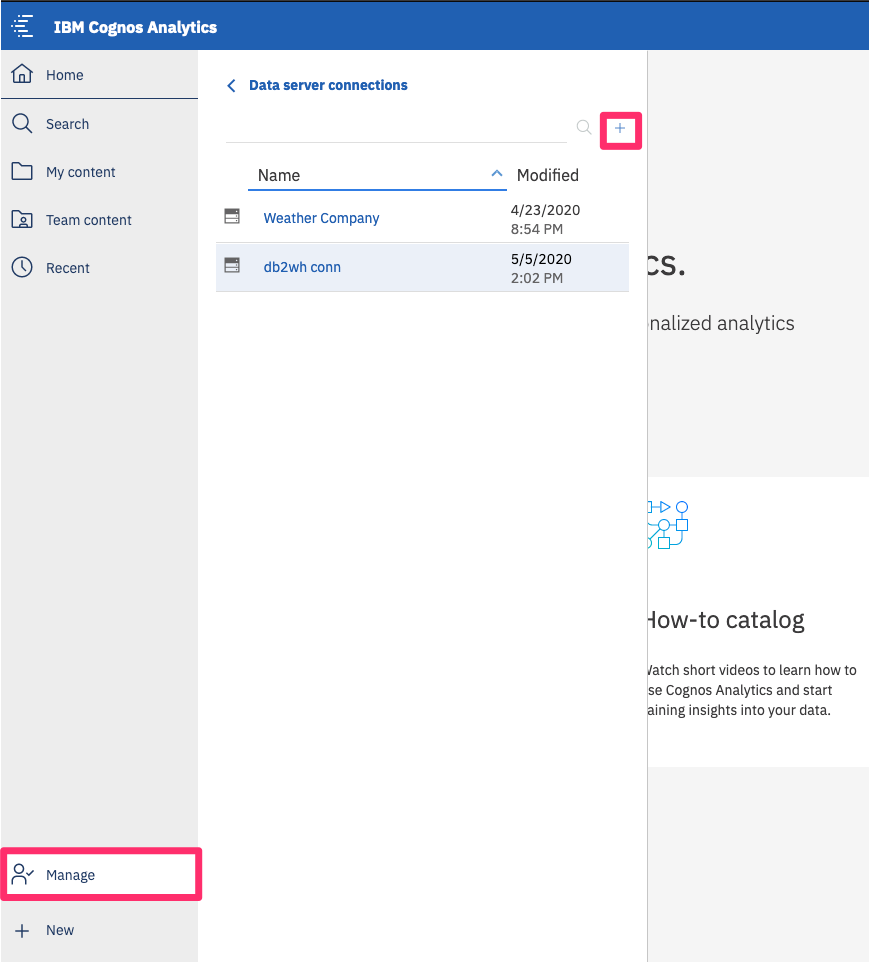 IBM Cognos Analytics
Home
Search
My content
Team content
Recent
Manage
New
Data server connections
Name
Modified
Weather Company
4/23/2020
8:54 PM
db2wh conn
5/5/2020
2:02 PM
cs.
nalized analytics
How-to catalog
Watch short videos to learn how to
se Cognos Analytics and start
aining insights into your data.